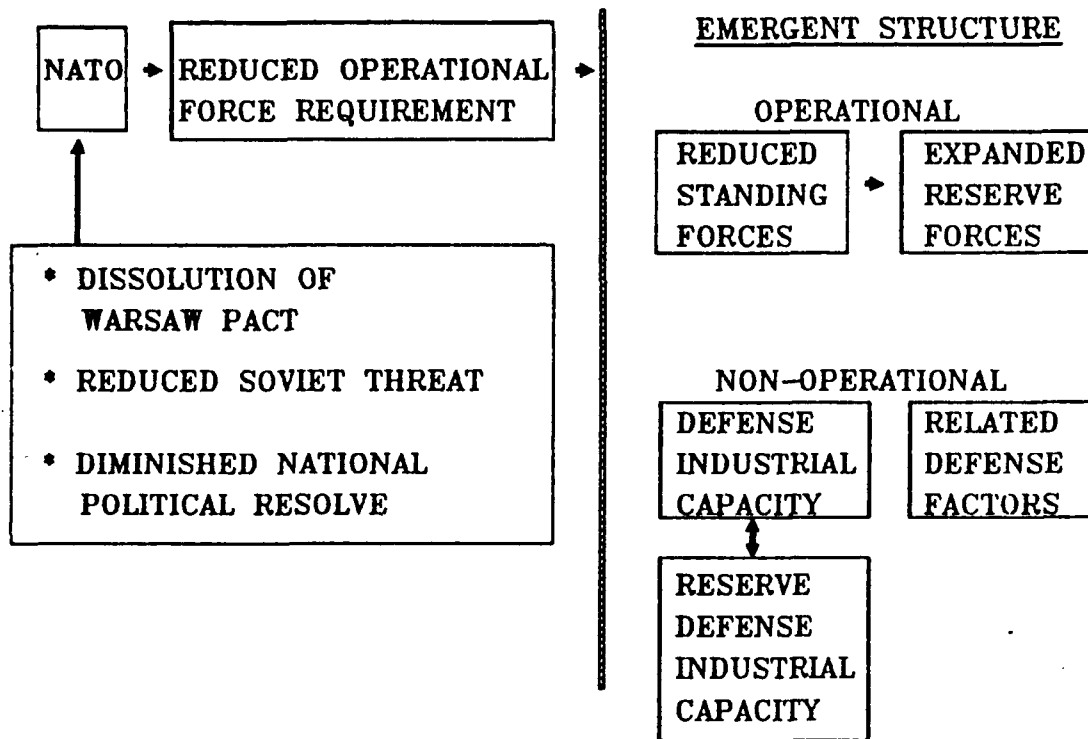 NATO
REDUCED OPERATIONAL
FORCE REQUIREMENT
* DISSOLUTION OF
WARSAW PACT
* REDUCED SOVIET THREAT
* DIMINISHED NATIONAL
POLITICAL RESOLVE
EMERGENT STRUCTURE
OPERATIONAL
REDUCED
STANDING
FORCES
EXPANDED
RESERVE
FORCES
NON-OPERATIONAL
DEFENSE
INDUSTRIAL
CAPACITY
RELATED
DEFENSE
FACTORS
RESERVE
DEFENSE
INDUSTRIAL
CAPACITY